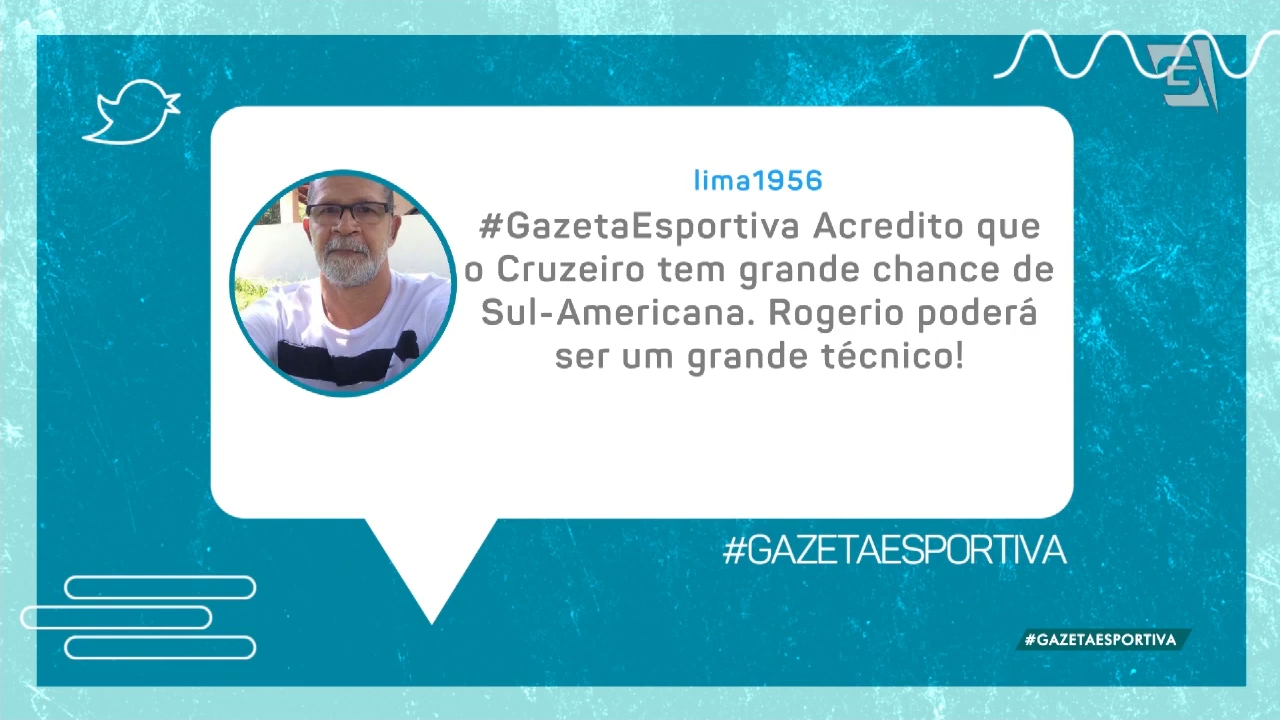 lima1956
#GazetaEsportiva Acredito que
o Cruzeiro tem grande chance de
Sul-Americana. Rogerio poderá
ser um grande técnico!
#GAZETAESPORTIVA
#GAZETAESPORTIVA